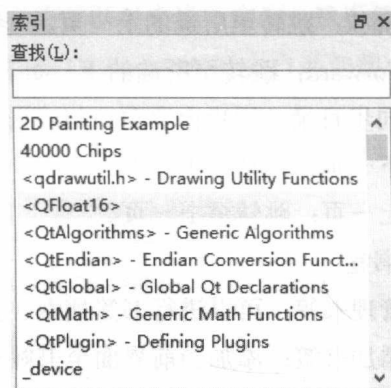 索引
查找(L):
2D Painting Example
40000 Chips
<qdrawutil.h> - Drawing Utility Functions
<QFloat16>
<QtAlgorithms> - Generic Algorithms
<QtEndian> - Endian Conversion Funct...
<QtGlobal> - Global Qt Declarations
<QtMath> - Generic Math Functions
<QtPlugin> - Defining Plugins
_device